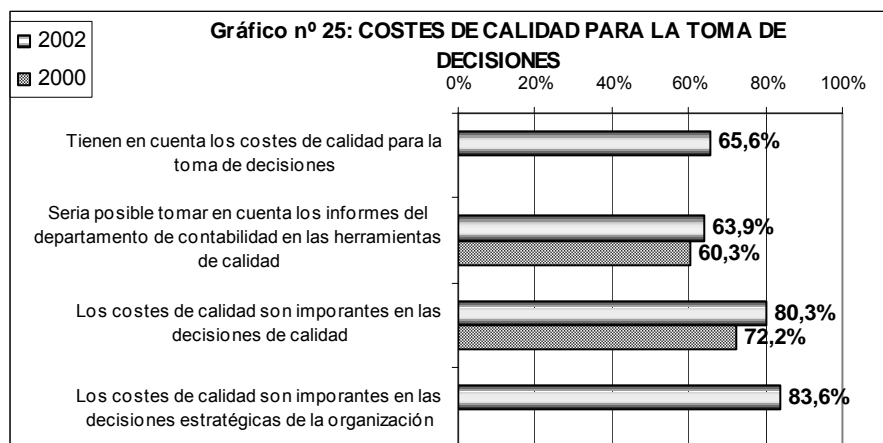 2002
2000
Gráfico nº 25: COSTES DE CALIDAD PARA LA TOMA DE
DECISIONES
0% 20% 40% 60% 80% 100%
Tienen en cuenta los costes de calidad para la
toma de decisiones
65,6%
Seria posible tomar en cuenta los informes del
departamento de contabilidad en las herramientas
de calidad
63,9%
60,3%
Los costes de calidad son imporantes en las
decisiones de calidad
80,3%
72,2%
Los costes de calidad son imporantes en las
decisiones estratégicas de la organización
83,6%